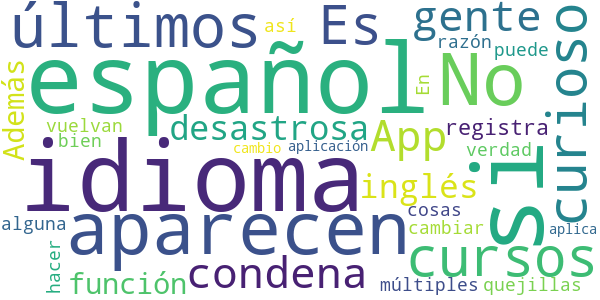 últimos
Es
así
gente
razón
puede
curioso
español
No
En
Además
vuelvan
bien
desastrosa
App
registra
verdad
cambio
aplicación
si
idioma
inglés
alguna
aparecen
cosas
cambiar
aplica
cursos
hacer
función
condena
múltiples
quejillas